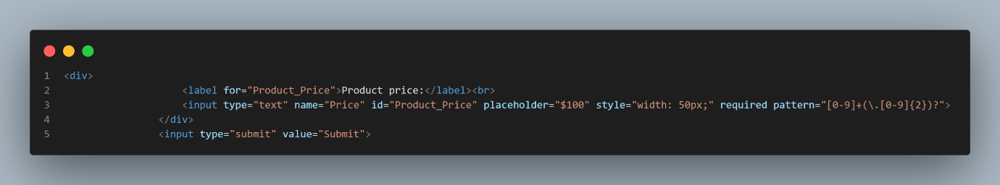 1 <div>
2 <label for="Product_Price">Product price:</label><br>
3 <input type="text" name="Price" id="Product_Price" placeholder="$100" style="width: 50px;" required pattern="[0-9]+(\.[0-9]{2})?">
4 </div>
5 <input type="submit" value="Submit">